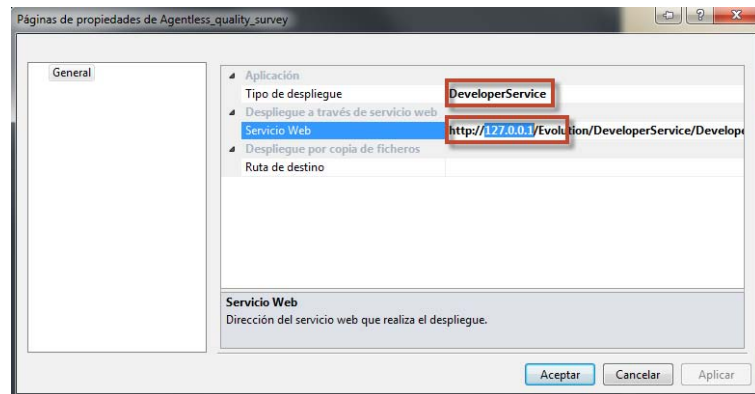 Páginas de propiedades de Agentless_quality_survey
General
Aplicación
Tipo de despliegue DeveloperService
Despliegue a través de servicio web
Servicio Web http://127.0.0.1/Evolution/DeveloperService/Develope
Despliegue por copia de ficheros
Ruta de destino
Servicio Web
Dirección del servicio web que realiza el despliegue.
Aceptar Cancelar Aplicar